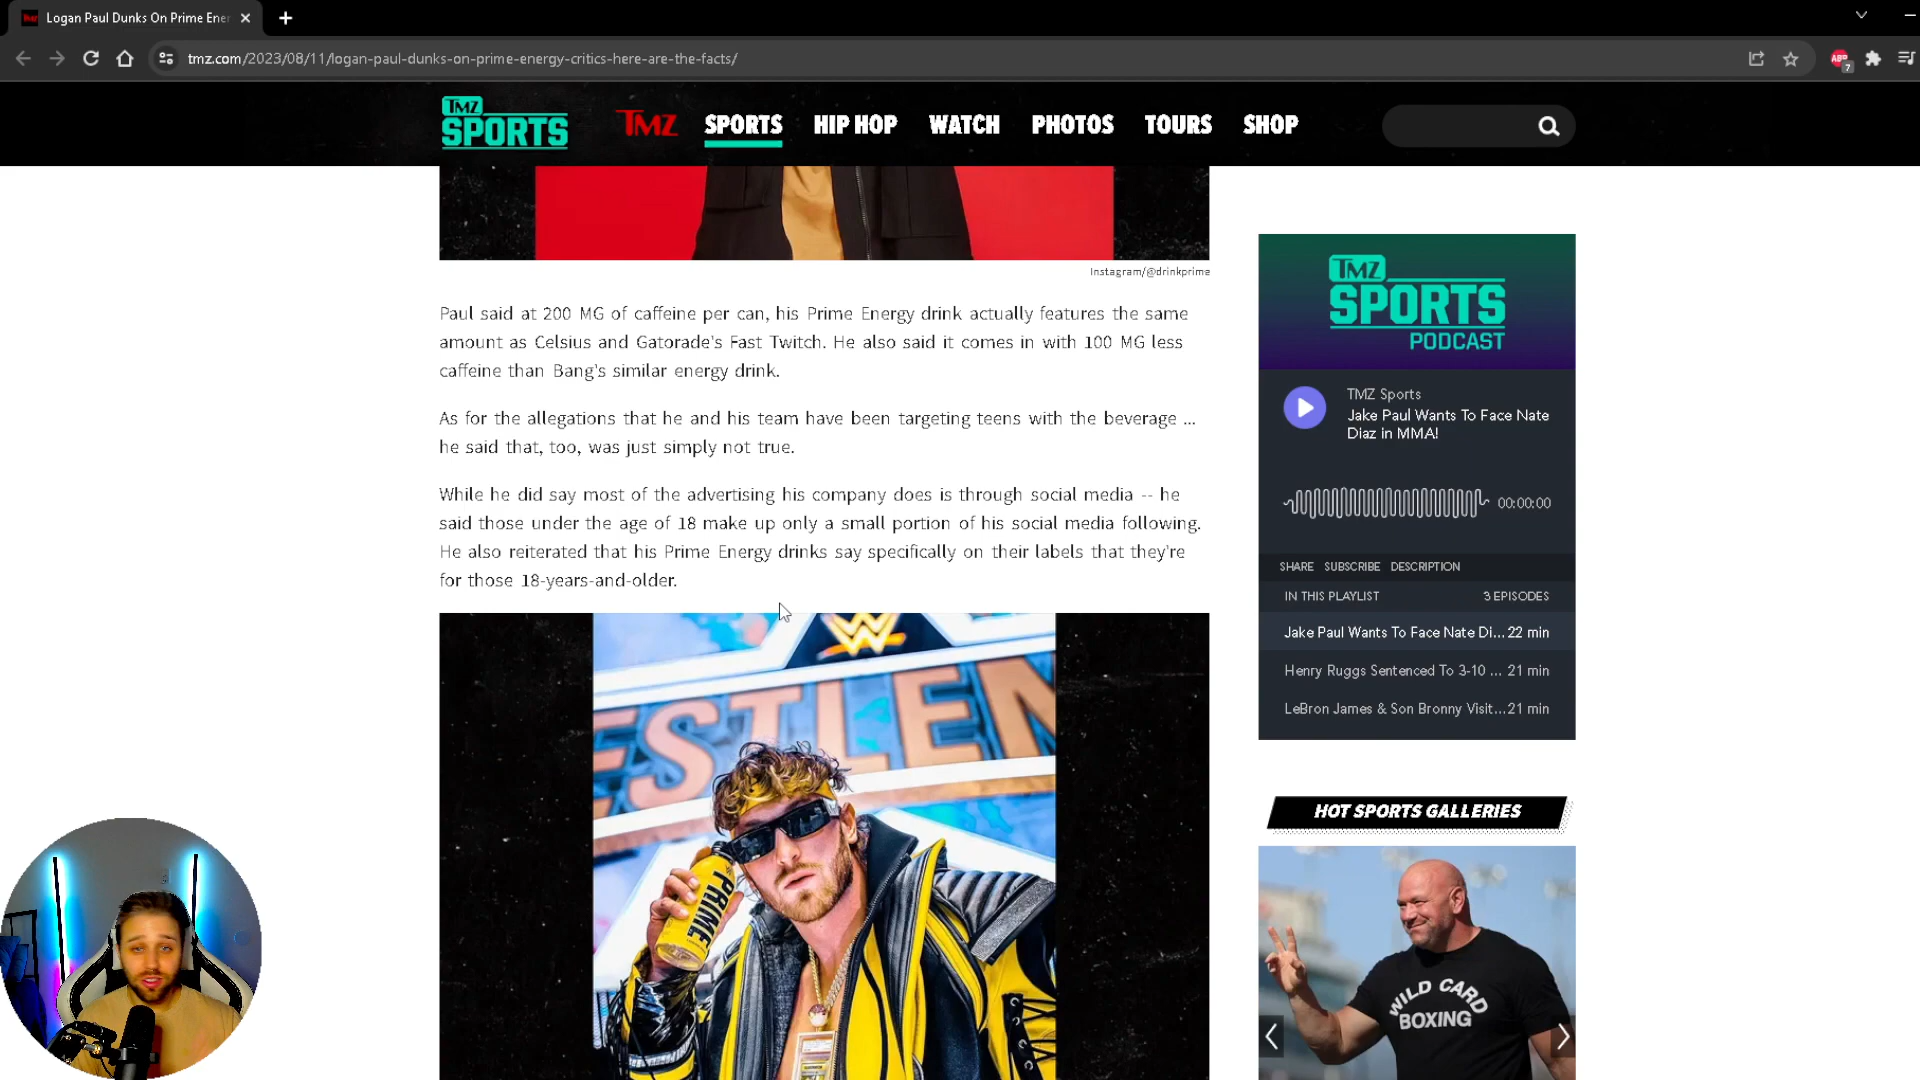 Logan Paul Dunks On Prime Ener
tmz.com/2023/08/11/logan-paul-dunks-on-prime-energy-critics-here-are-the-facts/
ABP
7
TMZ
SPORTS
TMZ
SPORTS
HIP HOP
WATCH
PHOTOS
TOURS
SHOP
Instagram/@drinkprime
Paul said at 200 MG of caffeine per can, his Prime Energy drink actually features the same
amount as Celsius and Gatorade's Fast Twitch. He also said it comes in with 100 MG less
caffeine than Bang's similar energy drink.
As for the allegations that he and his team have been targeting teens with the beverage ...
he said that, too, was just simply not true.
While he did say most of the advertising his company does is through social media -- he
said those under the age of 18 make up only a small portion of his social media following.
He also reiterated that his Prime Energy drinks say specifically on their labels that they're
for those 18-years-and-older.
ESTLEM
PRIME
TMZ
SPORTS
PODCAST
TMZ Sports
Jake Paul Wants To Face Nate
Diaz in MMA!
00:00:00
SHARE SUBSCRIBE DESCRIPTION
IN THIS PLAYLIST 3 EPISODES
Jake Paul Wants To Face Nate Di... 22 min
Henry Ruggs Sentenced To 3-10 ... 21 min
LeBron James & Son Bronny Visit... 21 min
HOT SPORTS GALLERIES
WILD CARD
BOXING